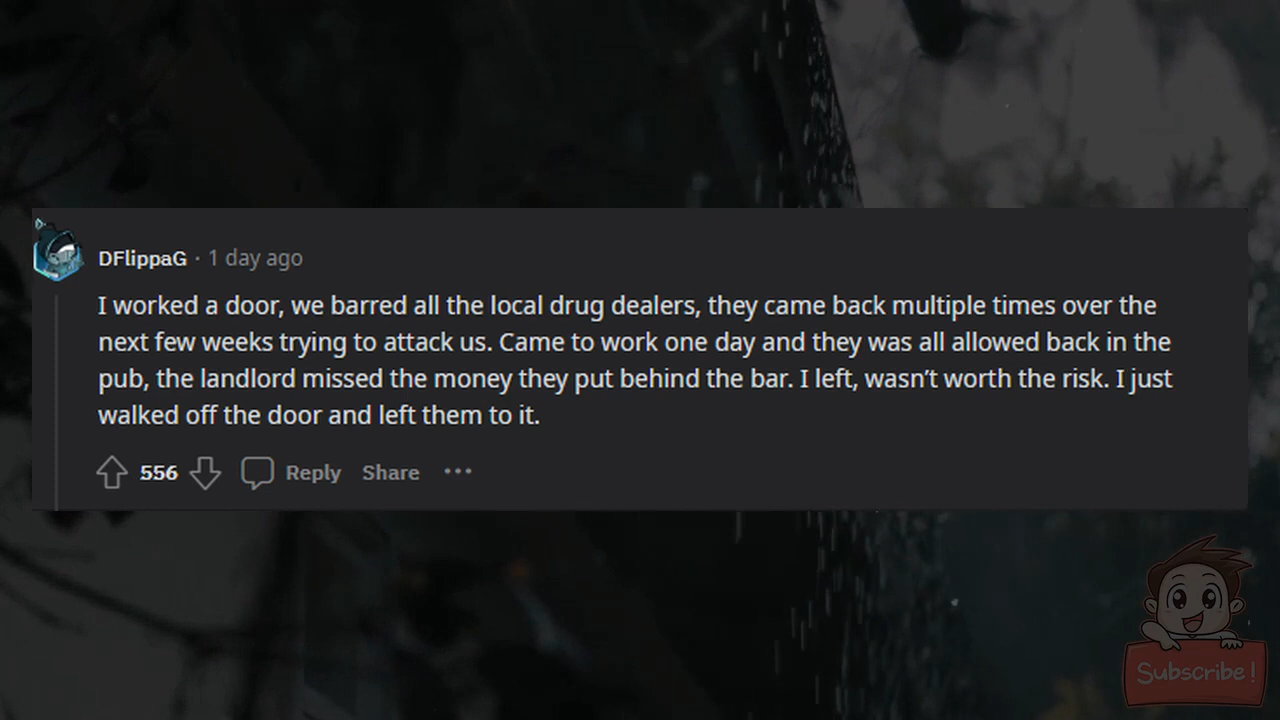 DFlippaG · 1 day ago
I worked a door, we barred all the local drug dealers, they came back multiple times over the
next few weeks trying to attack us. Came to work one day and they was all allowed back in the
pub, the landlord missed the money they put behind the bar. I left, wasn't worth the risk. I just
walked off the door and left them to it.
556 Reply Share ···
Subscribe!